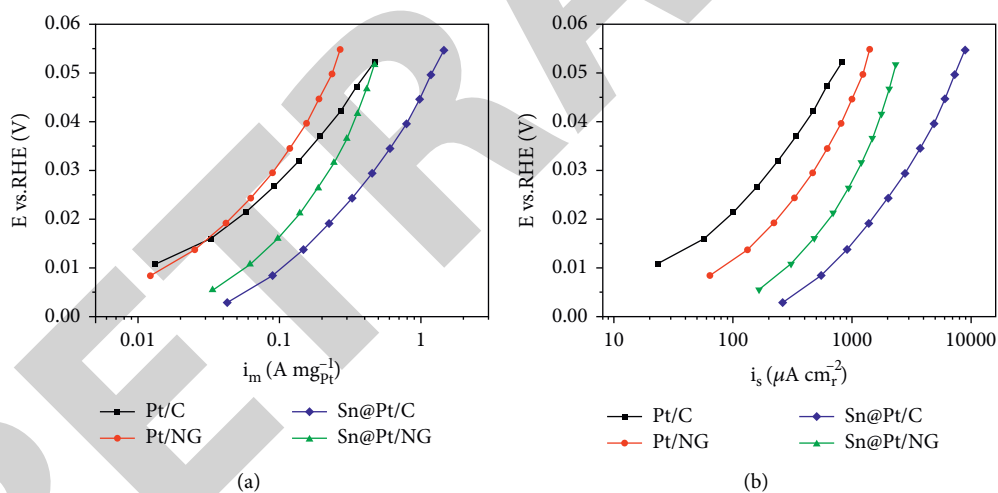 0.06
0.05
0.04
0.03
0.02
0.01
0.00
E vs.RHE (V)
0.01
0.1
1
i_m (A mg_Pt^–1)
Pt/C
Pt/NG
Sn@Pt/C
Sn@Pt/NG
(a)
0.06
0.05
0.04
0.03
0.02
0.01
0.00
E vs.RHE (V)
10
100
1000
10000
i_s (μA cm_r^–2)
Pt/C
Pt/NG
Sn@Pt/C
Sn@Pt/NG
(b)